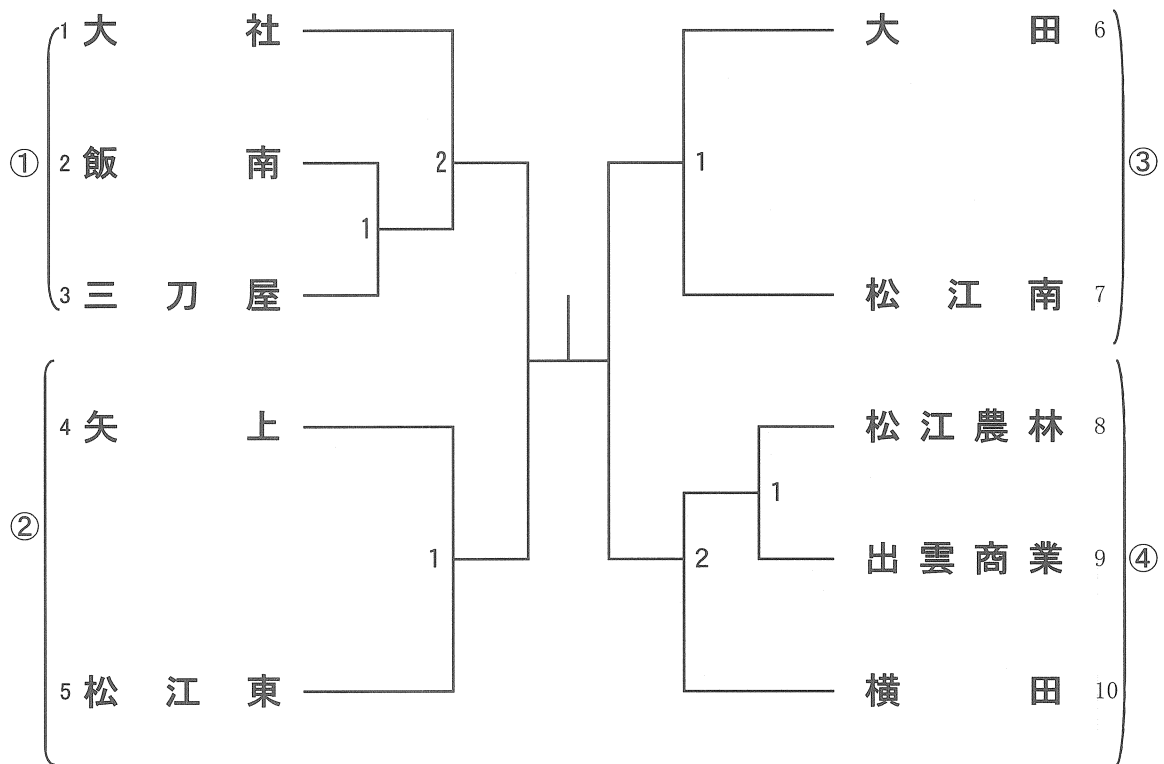 1 大社
① 2 飯南 2
1
3 三刀屋
4 矢上
② 1
5 松江東
大田 6
1 ③
松江南 7
松江農林 8
1
2 出雲商業 9 ④
横田 10